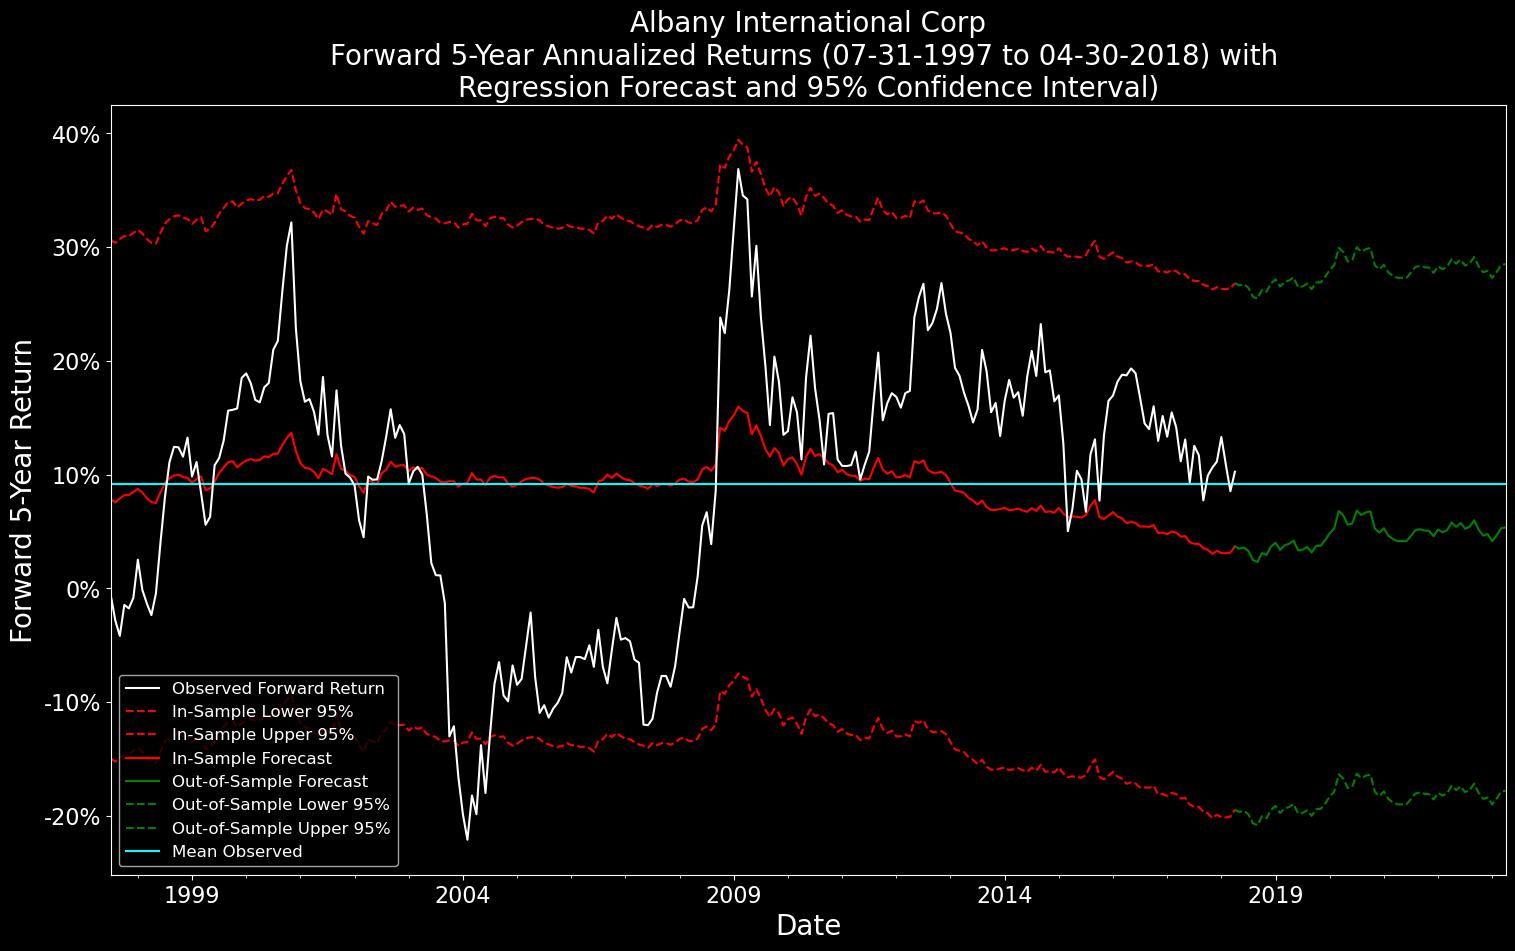 Albany International Corp
Forward 5-Year Annualized Returns (07-31-1997 to 04-30-2018) with
Regression Forecast and 95% Confidence Interval)
Forward 5-Year Return
40%
30%
20%
10%
0%
-10%
-20%
Observed Forward Return
In-Sample Lower 95%
In-Sample Upper 95%
In-Sample Forecast
Out-of-Sample Forecast
Out-of-Sample Lower 95%
Out-of-Sample Upper 95%
Mean Observed
1999 2004 2009 2014 2019
Date